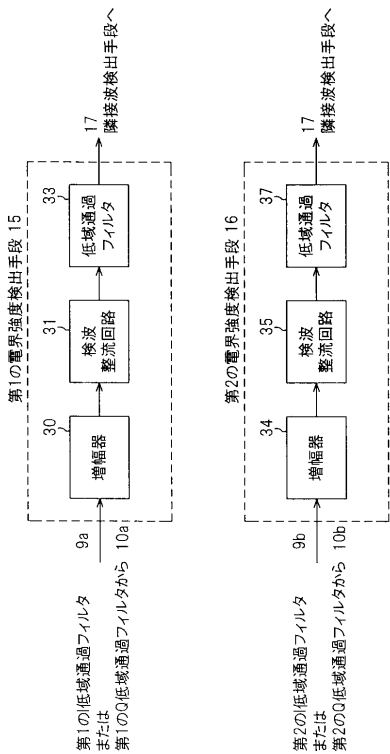 第1の電界強度検出手段 15
第1のI低域通過フィルタ 9a
または
第1のQ低域通過フィルタから 10a
30
増幅器
31
検波
整流回路
33
低域通過
フィルタ
17
隣接波検出手段へ
第2の電界強度検出手段 16
第2のI低域通過フィルタ 9b
または
第2のQ低域通過フィルタから 10b
34
増幅器
35
検波
整流回路
37
低域通過
フィルタ
17
隣接波検出手段へ